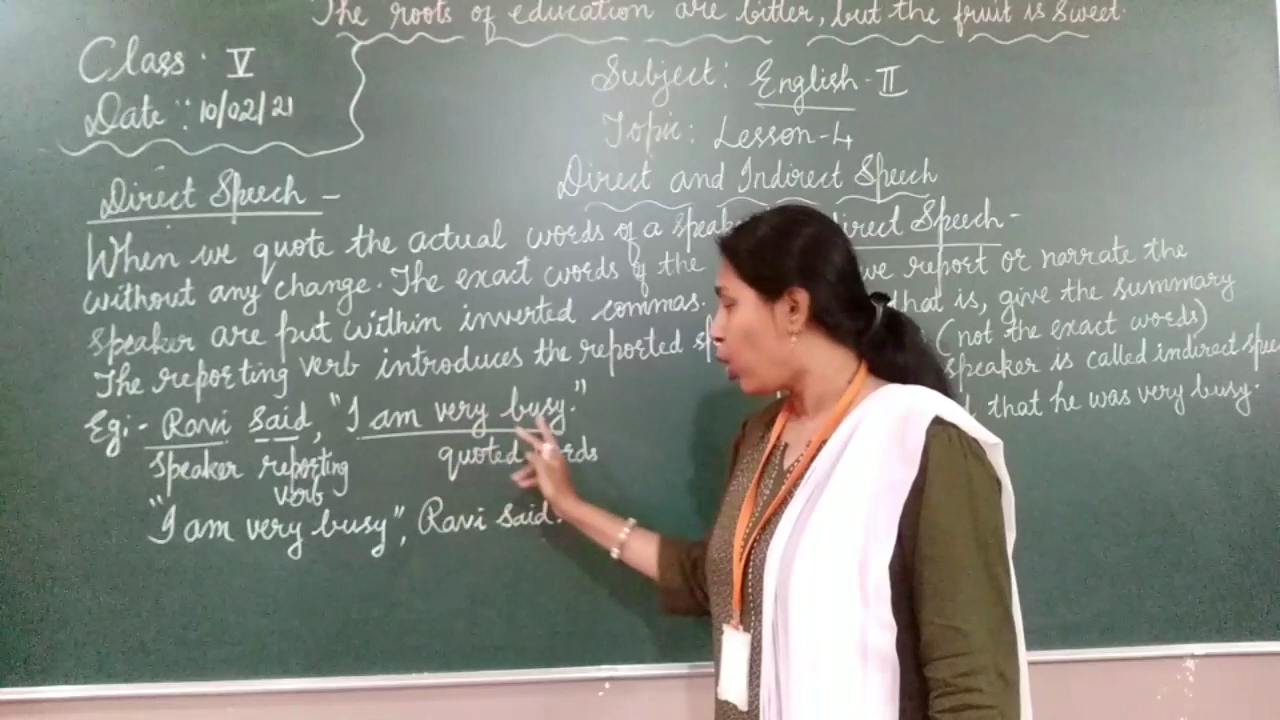 The roots of education are bitter, but the fruit is sweet.
Class. V
Date:: 10/02/21
Subject: English-II
Topic: Lesson-4
Direct and Indirect Speech
Direct Speech -
When we quote the actual words of a
without any change. The exact words of the
speaker are put within inverted commas.
The reporting verb introduces the reported
Eg:- Ravi said, "I am very busy."
speaker reporting quoted
verb
"I am very busy", Ravi said.
Speech -
we report or narrate the
that is, give the summary
(not the exact words)
speaker is called indirect
that he was very busy.